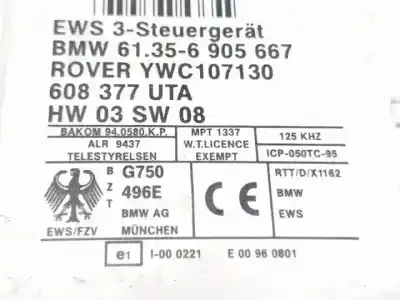 EWS 3-Steuergerät
BMW 61.35-6 905 667
ROVER YWC107130
608 377 UTA
HW 03 SW 08
BAKOM 94.0580.K.P.
ALR 9437
TELESTYRELSEN
MPT 1337
W.T.LICENCE
EXEMPT
125 KHZ
ICP-050TC-95
B
Z
T
G750
496E
BMW AG
MÜNCHEN
EWS/FZV
CE
RTT/D/X1162
BMW
EWS
e1
I-00 0221
E 00 96 0801